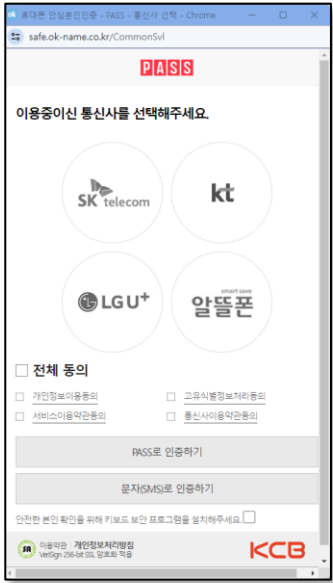 ok 휴대폰 안심본인인증 - PASS - 통신사 선택 - Chrome
safe.ok-name.co.kr/CommonSvl
PASS
이용중이신 통신사를 선택해주세요.
SK telecom
kt
LG U+
smart save
알뜰폰
전체 동의
개인정보이용동의
고유식별정보처리동의
서비스이용약관동의
통신사이용약관동의
PASS로 인증하기
문자(SMS)로 인증하기
안전한 본인 확인을 위해 키보드 보안 프로그램을 설치해주세요.
이용약관 개인정보처리방침
VeriSign 256-bit SSL 암호화 적용
KCB